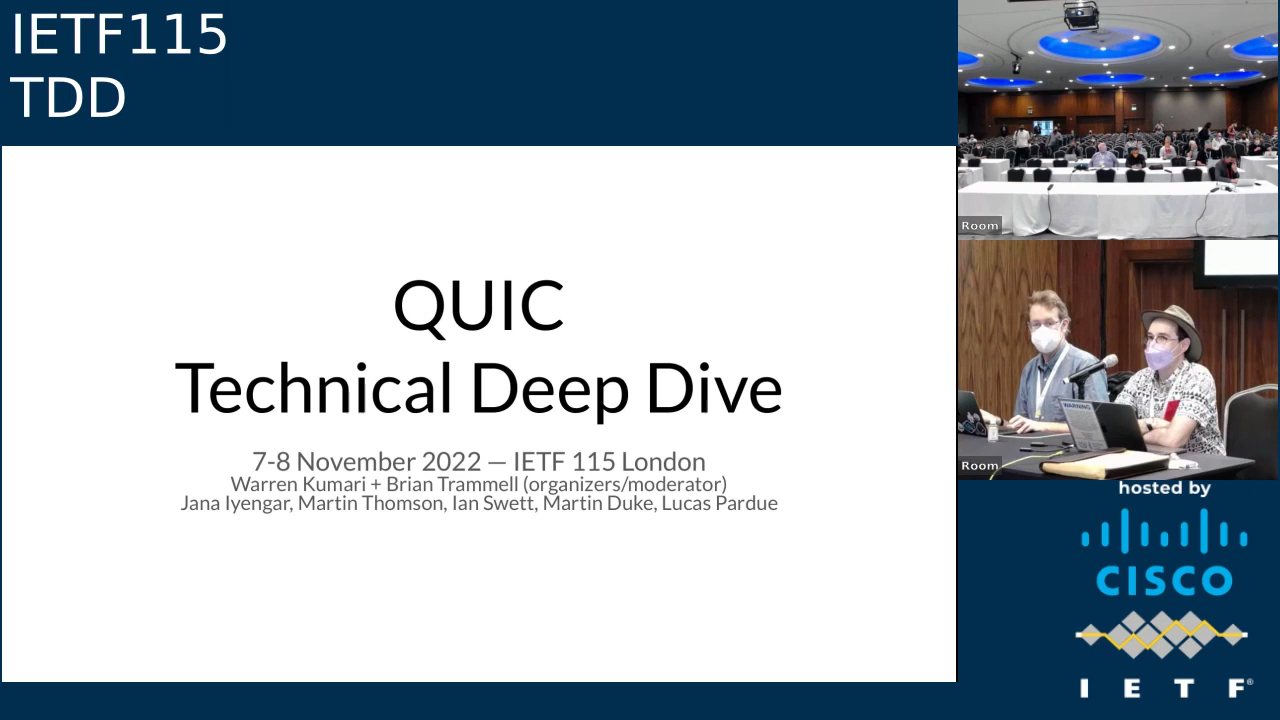 IETF115
TDD
QUIC
Technical Deep Dive
7-8 November 2022 — IETF 115 London
Warren Kumari + Brian Trammell (organizers/moderator)
Jana Iyengar, Martin Thomson, Ian Swett, Martin Duke, Lucas Pardue
Room
WARNING
Room
hosted by
CISCO
I E T F®